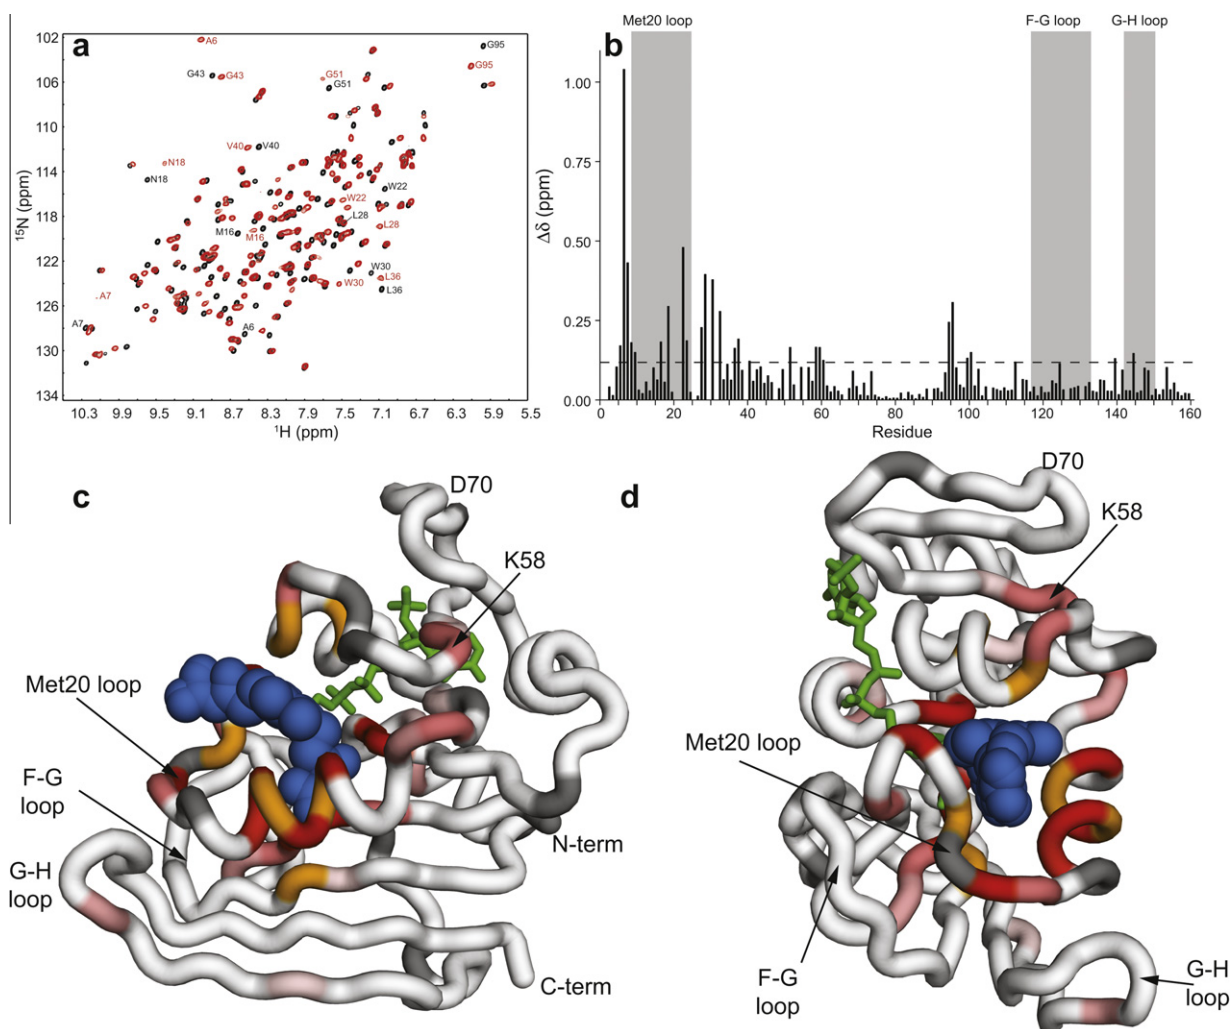 a
102
106
110
114
118
122
126
130
134
15N (ppm)
10.3 9.9 9.5 9.1 8.7 8.3 7.9 7.5 7.1 6.7 6.3 5.9 5.5
1H (ppm)
A6
G43
G43
G51
G51
G95
G95
V40
V40
N18
N18
W22
W22
L28
L28
M16
M16
W30
W30
L36
L36
A7
A7
A6
b
Met20 loop
F-G loop
G-H loop
1.00
0.75
0.50
0.25
0.00
Δδ (ppm)
0 20 40 60 80 100 120 140 160
Residue
c
D70
K58
Met20 loop
F-G
loop
G-H
loop
N-term
C-term
d
D70
K58
Met20 loop
F-G
loop
G-H
loop